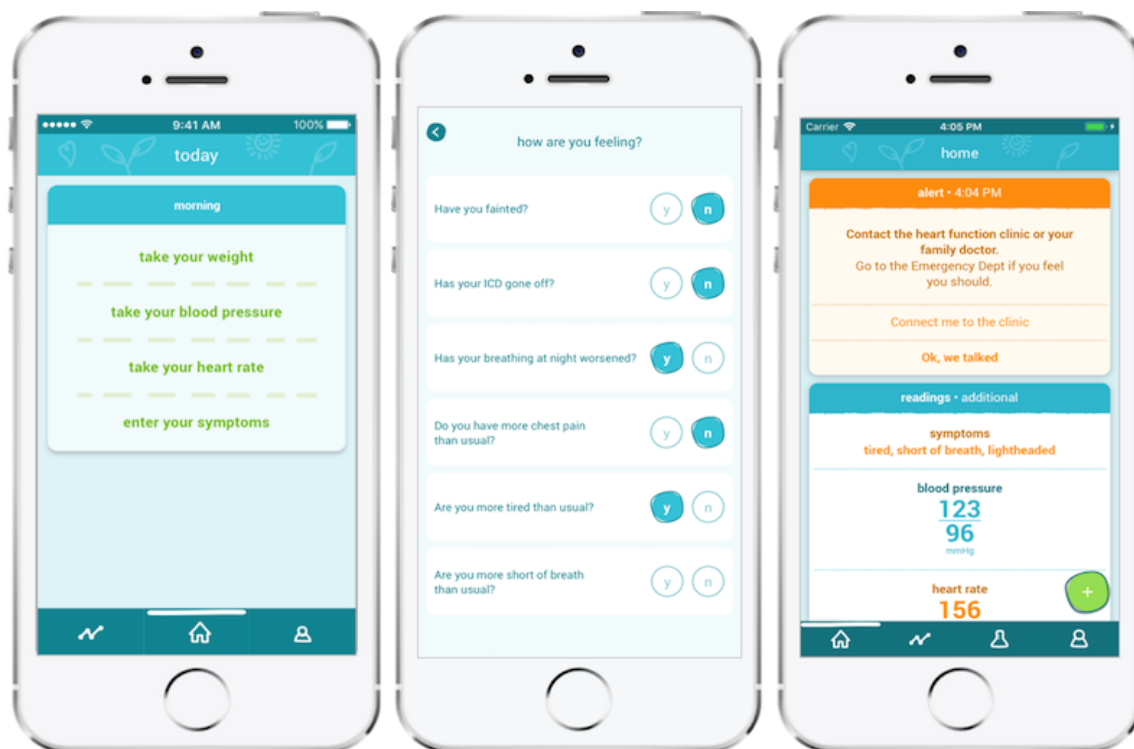 9:41 AM
100%
today
morning
take your weight
take your blood pressure
take your heart rate
enter your symptoms
how are you feeling?
Have you fainted?
y
n
Has your ICD gone off?
y
n
Has your breathing at night worsened?
y
n
Do you have more chest pain
than usual?
y
n
Are you more tired than usual?
y
n
Are you more short of breath
than usual?
y
n
Carrier
4:05 PM
home
alert • 4:04 PM
Contact the heart function clinic or your
family doctor.
Go to the Emergency Dept if you feel
you should.
Connect me to the clinic
Ok, we talked
readings • additional
symptoms
tired, short of breath, lightheaded
blood pressure
123
96
mmHg
heart rate
156
+